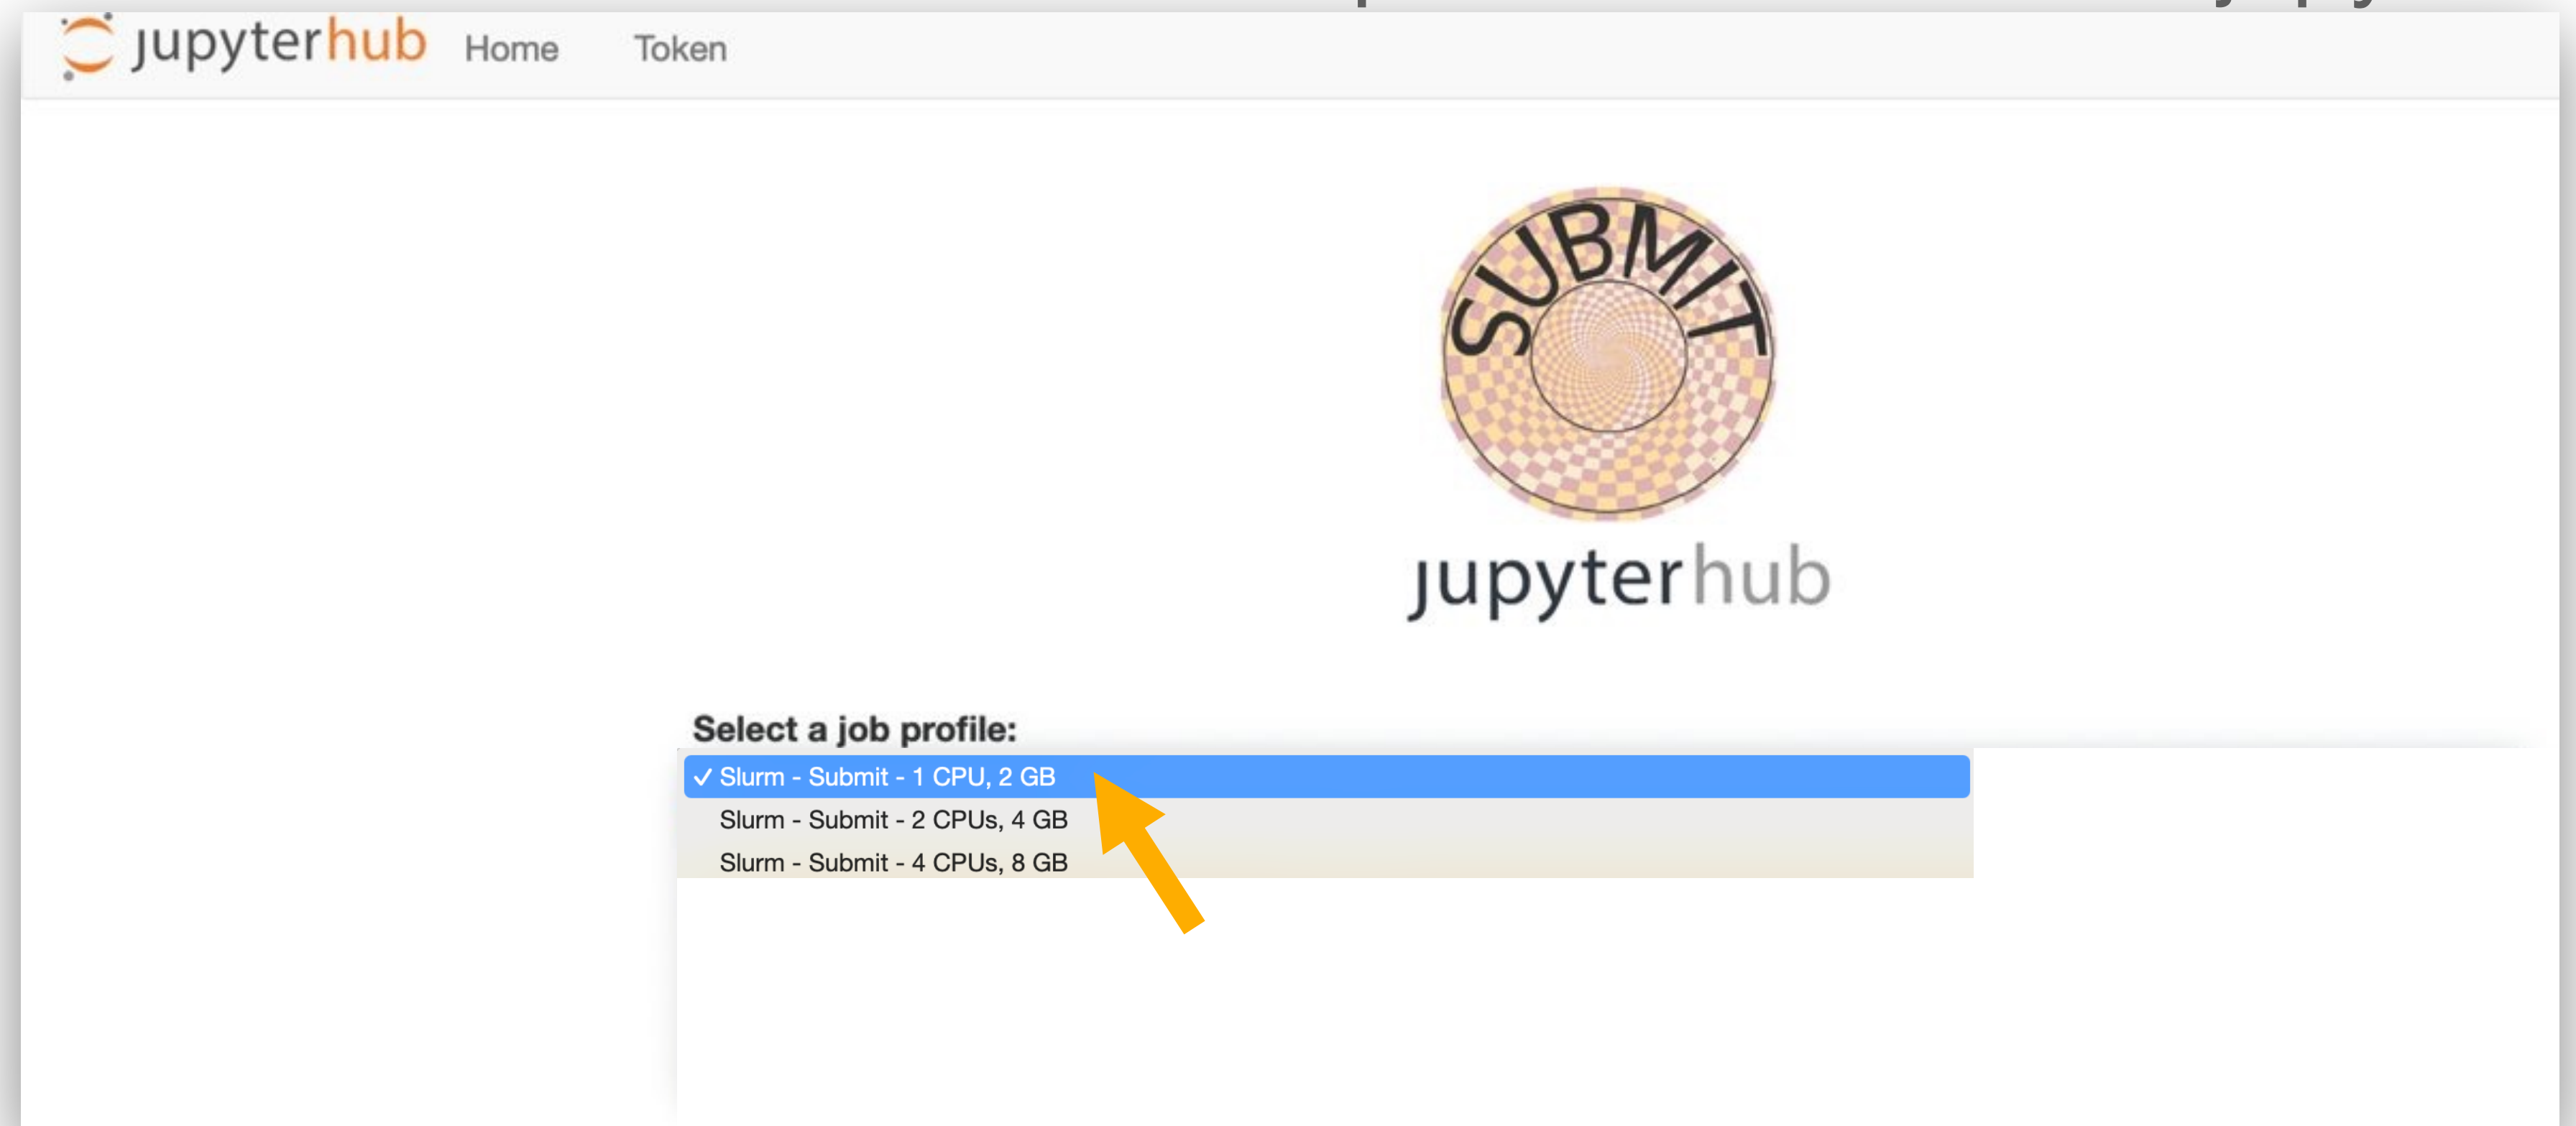 jupyterhub Home Token
SUBMIT
jupyterhub
Select a job profile:
✓ Slurm - Submit - 1 CPU, 2 GB
Slurm - Submit - 2 CPUs, 4 GB
Slurm - Submit - 4 CPUs, 8 GB